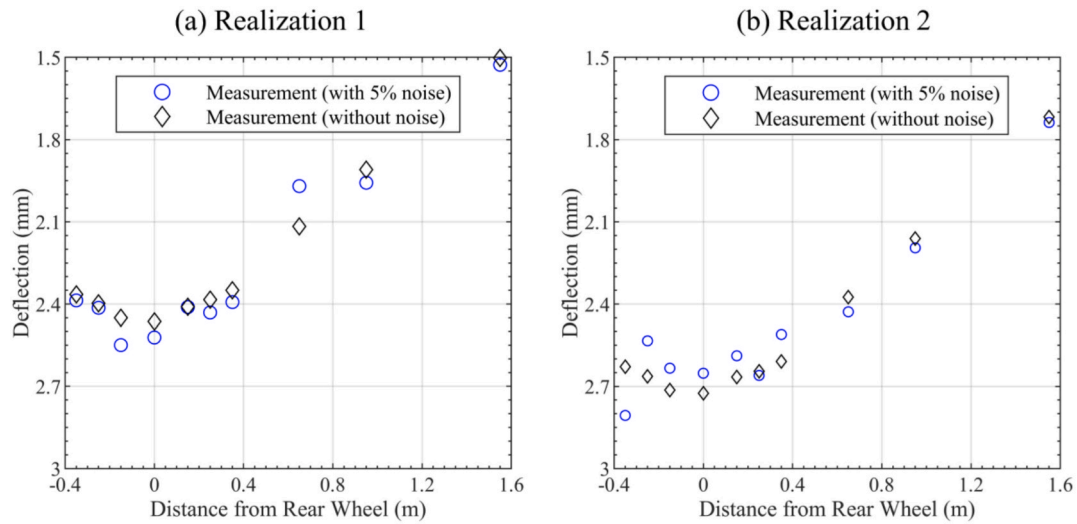 (a) Realization 1
Measurement (with 5% noise)
Measurement (without noise)
Deflection (mm)
1.5
1.8
2.1
2.4
2.7
3
-0.4
0
0.4
0.8
1.2
1.6
Distance from Rear Wheel (m)
(b) Realization 2
Measurement (with 5% noise)
Measurement (without noise)
Deflection (mm)
1.5
1.8
2.1
2.4
2.7
3
-0.4
0
0.4
0.8
1.2
1.6
Distance from Rear Wheel (m)